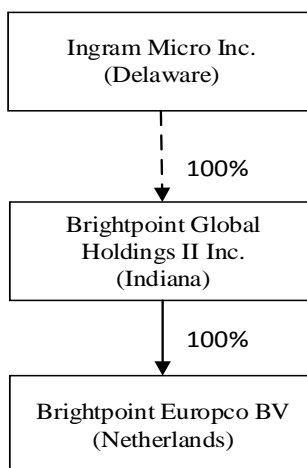 Ingram Micro Inc.
(Delaware)
100%
Brightpoint Global
Holdings II Inc.
(Indiana)
100%
Brightpoint Europco BV
(Netherlands)